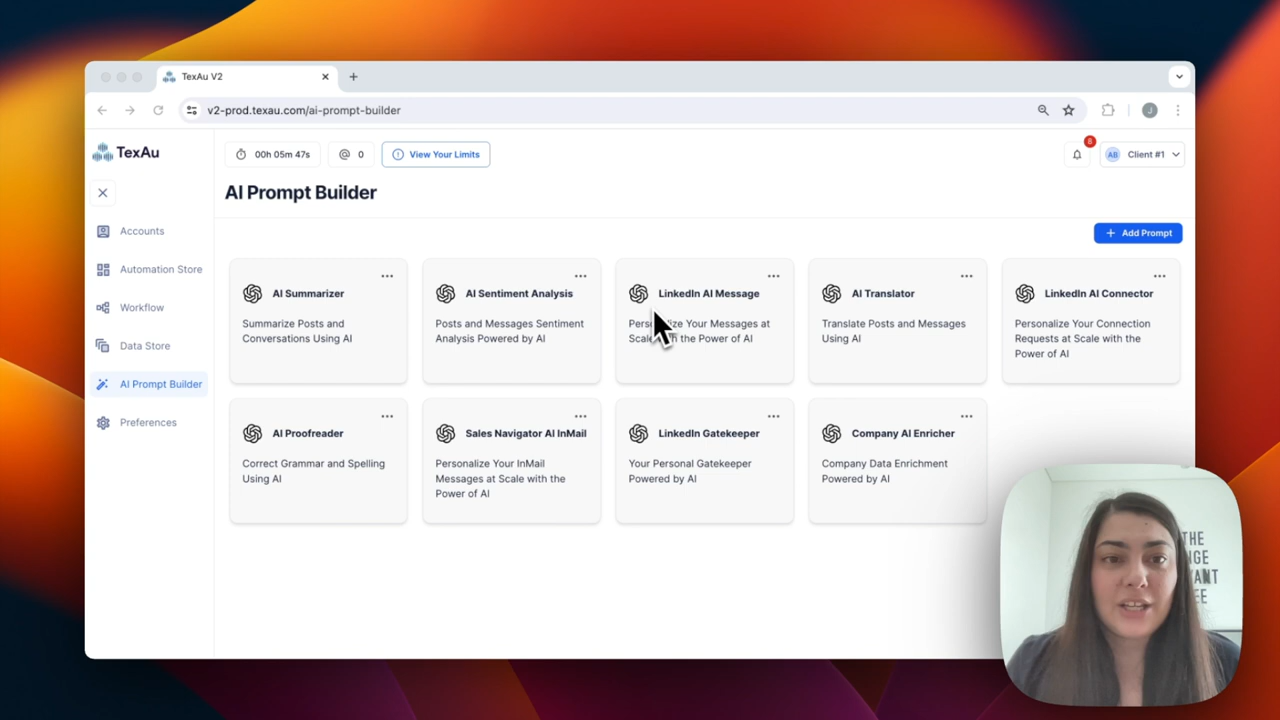 TexAu V2
v2-prod.texau.com/ai-prompt-builder
J
TexAu
00h 05m 47s
0
View Your Limits
8
AB
Client #1
AI Prompt Builder
Accounts
Automation Store
Workflow
Data Store
AI Prompt Builder
Preferences
+ Add Prompt
AI Summarizer
Summarize Posts and
Conversations Using AI
AI Sentiment Analysis
Posts and Messages Sentiment
Analysis Powered by AI
LinkedIn AI Message
Your Messages at
the Power of AI
AI Translator
Translate Posts and Messages
Using AI
LinkedIn AI Connector
Personalize Your Connection
Requests at Scale with the
Power of AI
AI Proofreader
Correct Grammar and Spelling
Using AI
Sales Navigator AI InMail
Personalize Your InMail
Messages at Scale with the
Power of AI
LinkedIn Gatekeeper
Your Personal Gatekeeper
Powered by AI
Company AI Enricher
Company Data Enrichment
Powered by AI
THE